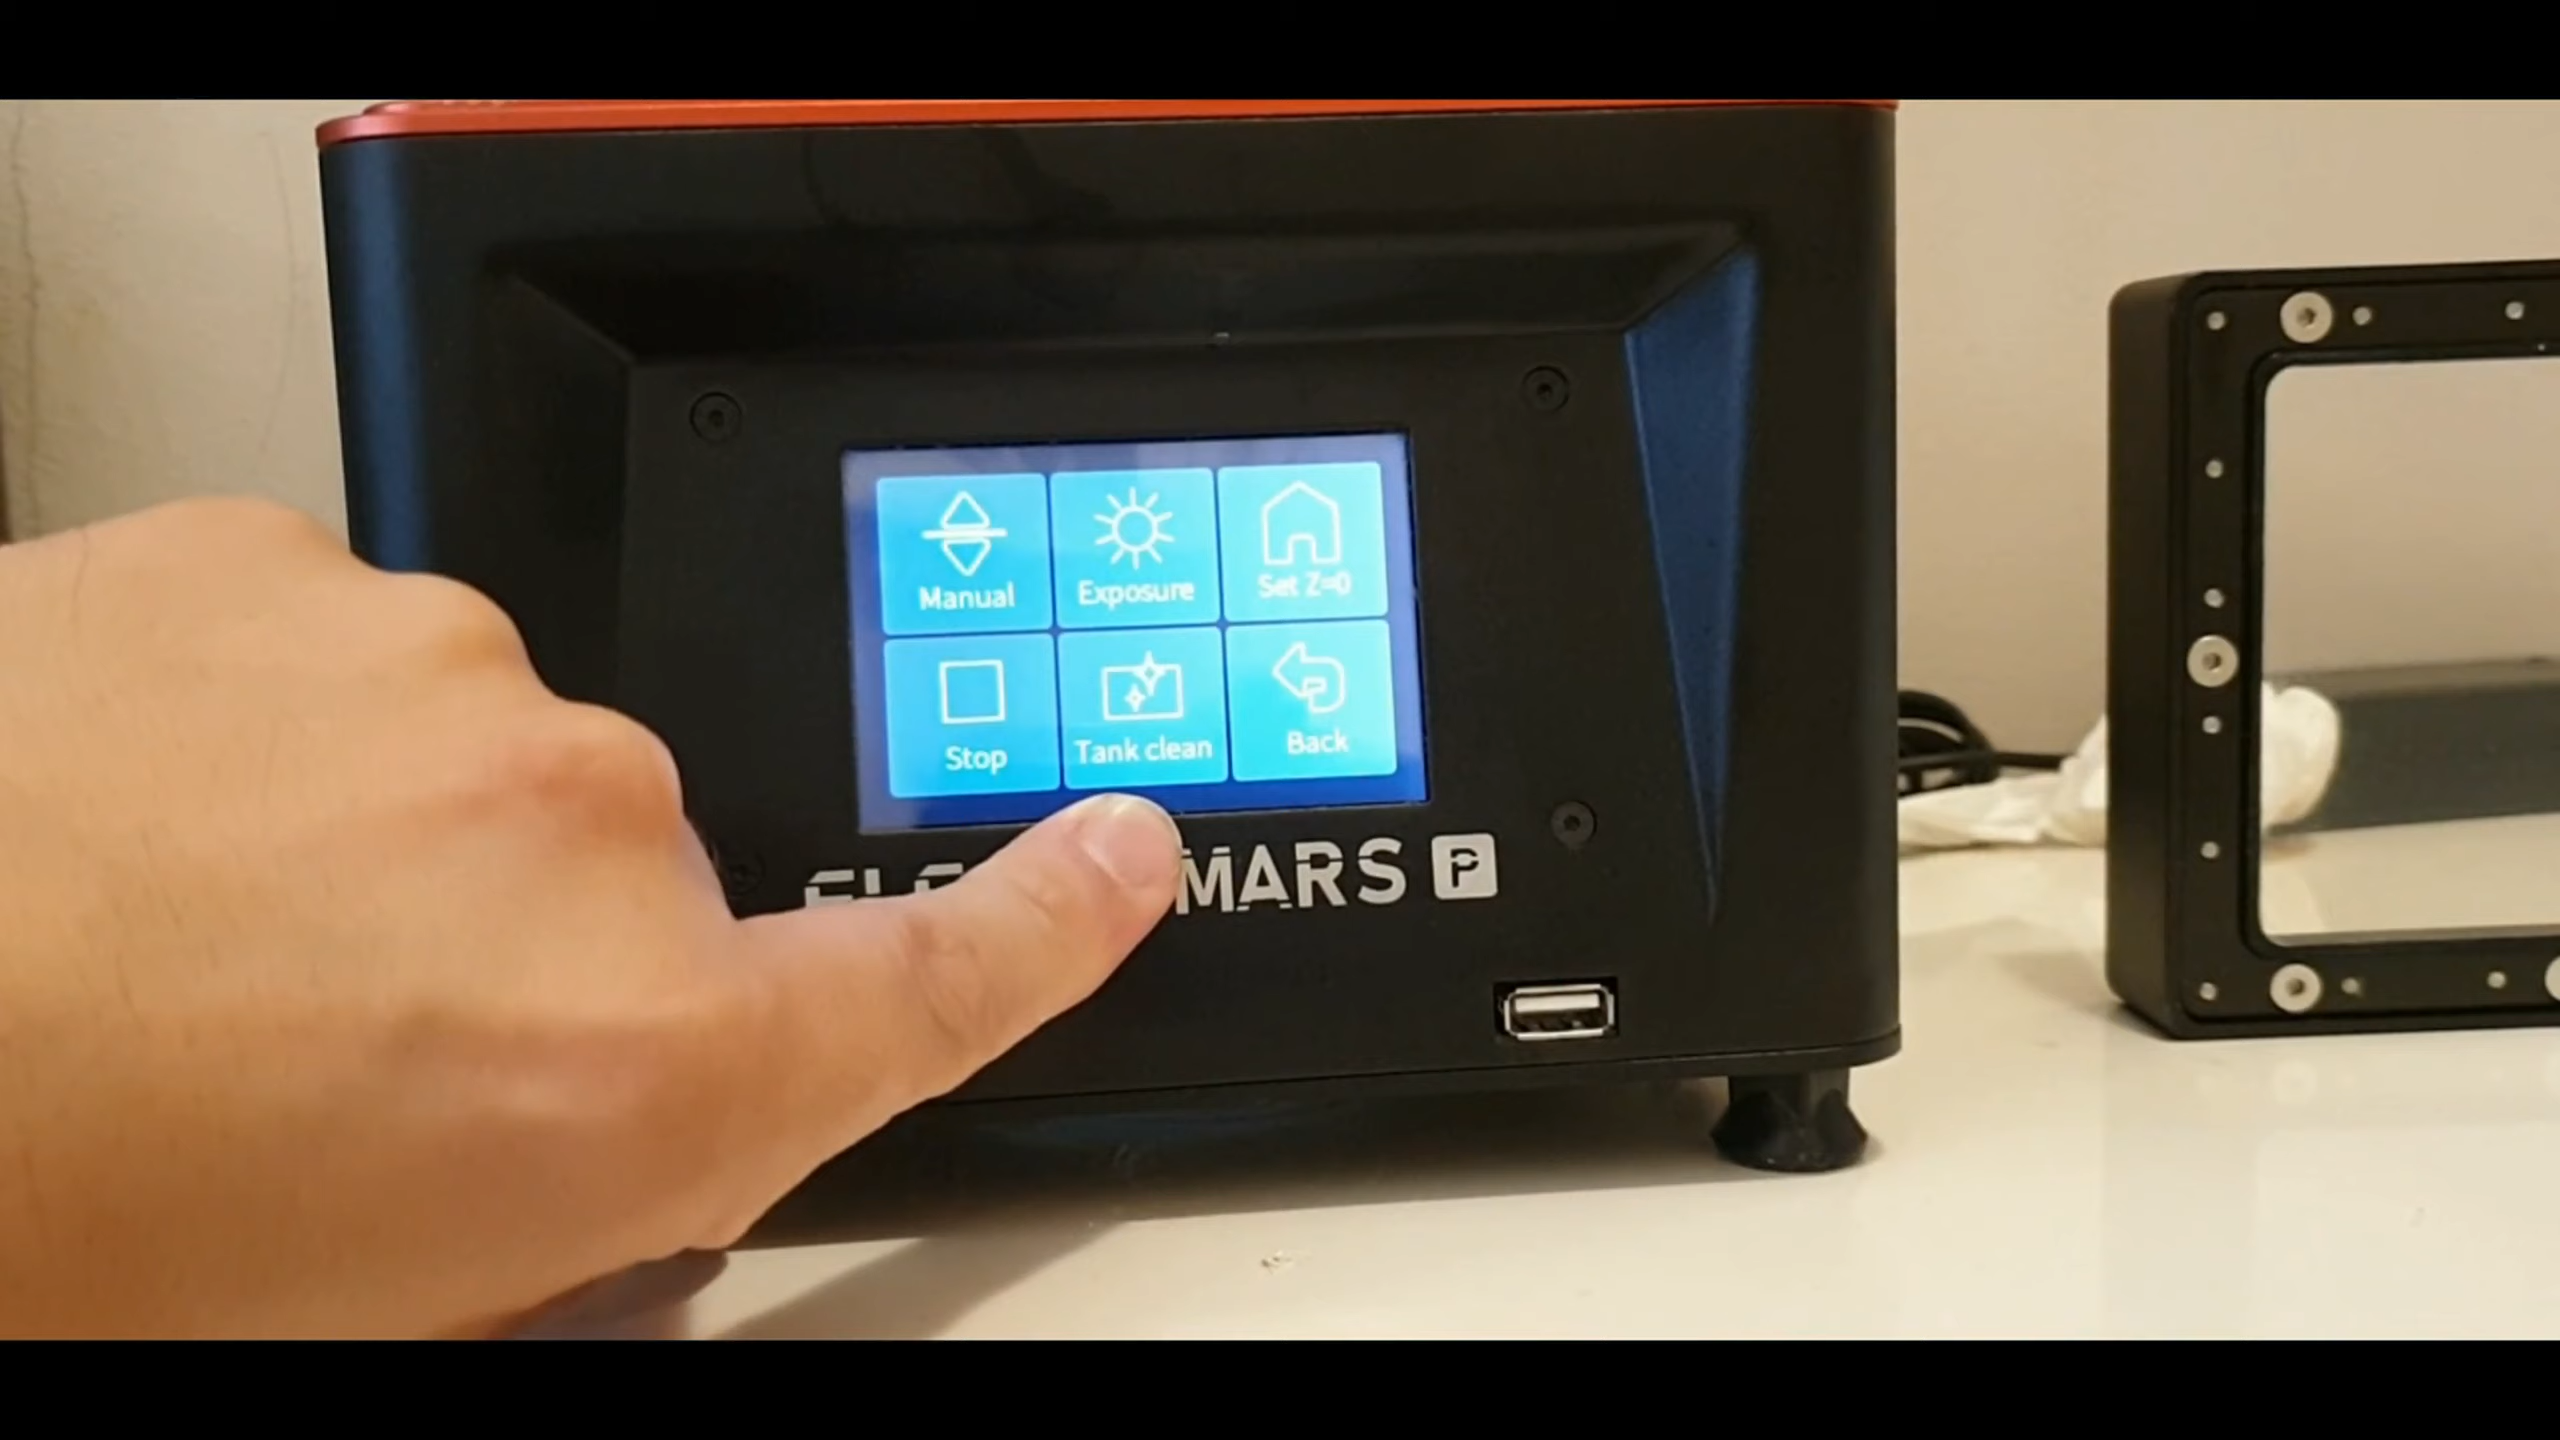 Manual
Exposure
Set Z=0
Stop
Tank clean
Back
MARS P